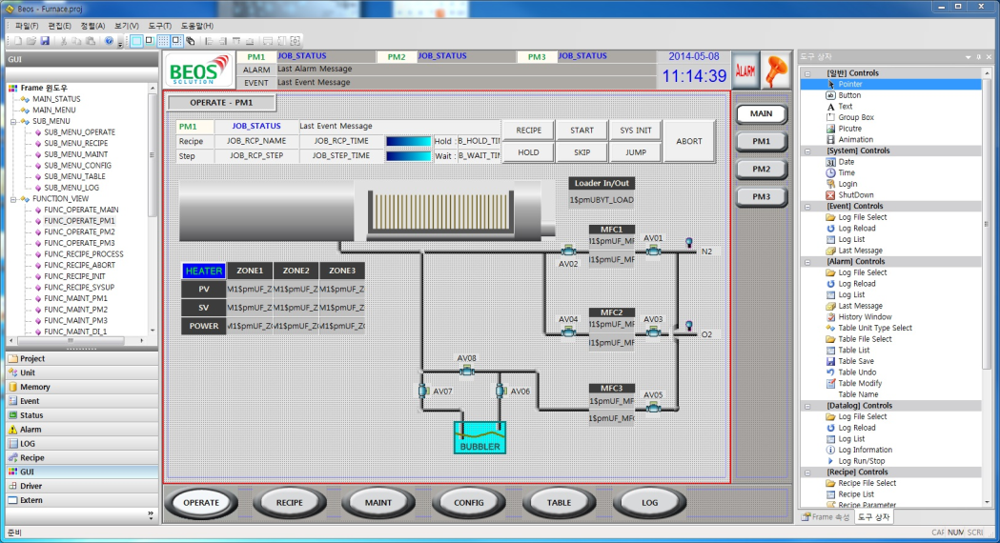 Beos - Furnace.proj
파일(F) 편집(E) 정렬(A) 보기(V) 도구(T) 도움말(H)
GUI
Frame 윈도우
MAIN_STATUS
MAIN_MENU
SUB_MENU
SUB_MENU_OPERATE
SUB_MENU_RECIPE
SUB_MENU_MAINT
SUB_MENU_CONFIG
SUB_MENU_TABLE
SUB_MENU_LOG
FUNCTION_VIEW
FUNC_OPERATE_MAIN
FUNC_OPERATE_PM1
FUNC_OPERATE_PM2
FUNC_OPERATE_PM3
FUNC_RECIPE_PROCESS
FUNC_RECIPE_ABORT
FUNC_RECIPE_INIT
FUNC_RECIPE_SYSUP
FUNC_MAINT_PM1
FUNC_MAINT_PM2
FUNC_MAINT_PM3
FUNC_MAINT_DI_1
Project
Unit
Memory
Event
Status
Alarm
LOG
Recipe
GUI
Driver
Extern
준비
BEOS
SOLUTION
PM1 JOB_STATUS PM2 JOB_STATUS PM3 JOB_STATUS
ALARM Last Alarm Message
EVENT Last Event Message
2014-05-08
11:14:39
ALARM
OPERATE - PM1
PM1 JOB_STATUS Last Event Message
Recipe JOB_RCP_NAME JOB_RCP_TIME Hold : B_HOLD_TI
Step JOB_RCP_STEP JOB_STEP_TIME Wait : B_WAIT_TI
RECIPE START SYS INIT
HOLD SKIP JUMP
ABORT
Loader In/Out
1$pmUBYT_LOAD
MFC1
M1$pmUF_MF
1$pmUF_MF
AV01
AV02
N2
HEATER ZONE1 ZONE2 ZONE3
PV M1$pmUF_Z M1$pmUF_Z M1$pmUF_Z
SV M1$pmUF_Z M1$pmUF_Z M1$pmUF_Z
POWER M1$pmUF_Z M1$pmUF_Z M1$pmUF_Z
AV04
MFC2
1$pmUF_MF
1$pmUF_MF
AV03
O2
AV08
AV07
AV06
MFC3
1$pmUF_MF
1$pmUF_MF
AV05
BUBBLER
MAIN
PM1
PM2
PM3
OPERATE RECIPE MAINT CONFIG TABLE LOG
도구 상자
[일반] Controls
Pointer
Button
Text
Group Box
Picutre
Animation
[System] Controls
Date
Time
Login
ShutDown
[Event] Controls
Log File Select
Log Reload
Log List
Last Message
[Alarm] Controls
Log File Select
Log Reload
Log List
Last Message
History Window
Table Unit Type Select
Table File Select
Table List
Table Save
Table Undo
Table Modify
Table Name
[Datalog] Controls
Log File Select
Log Reload
Log List
Log Information
Log Run/Stop
[Recipe] Controls
Recipe File Select
Recipe List
Recipe Parameter
Frame 속성 도구 상자
CAP NUM SCRL